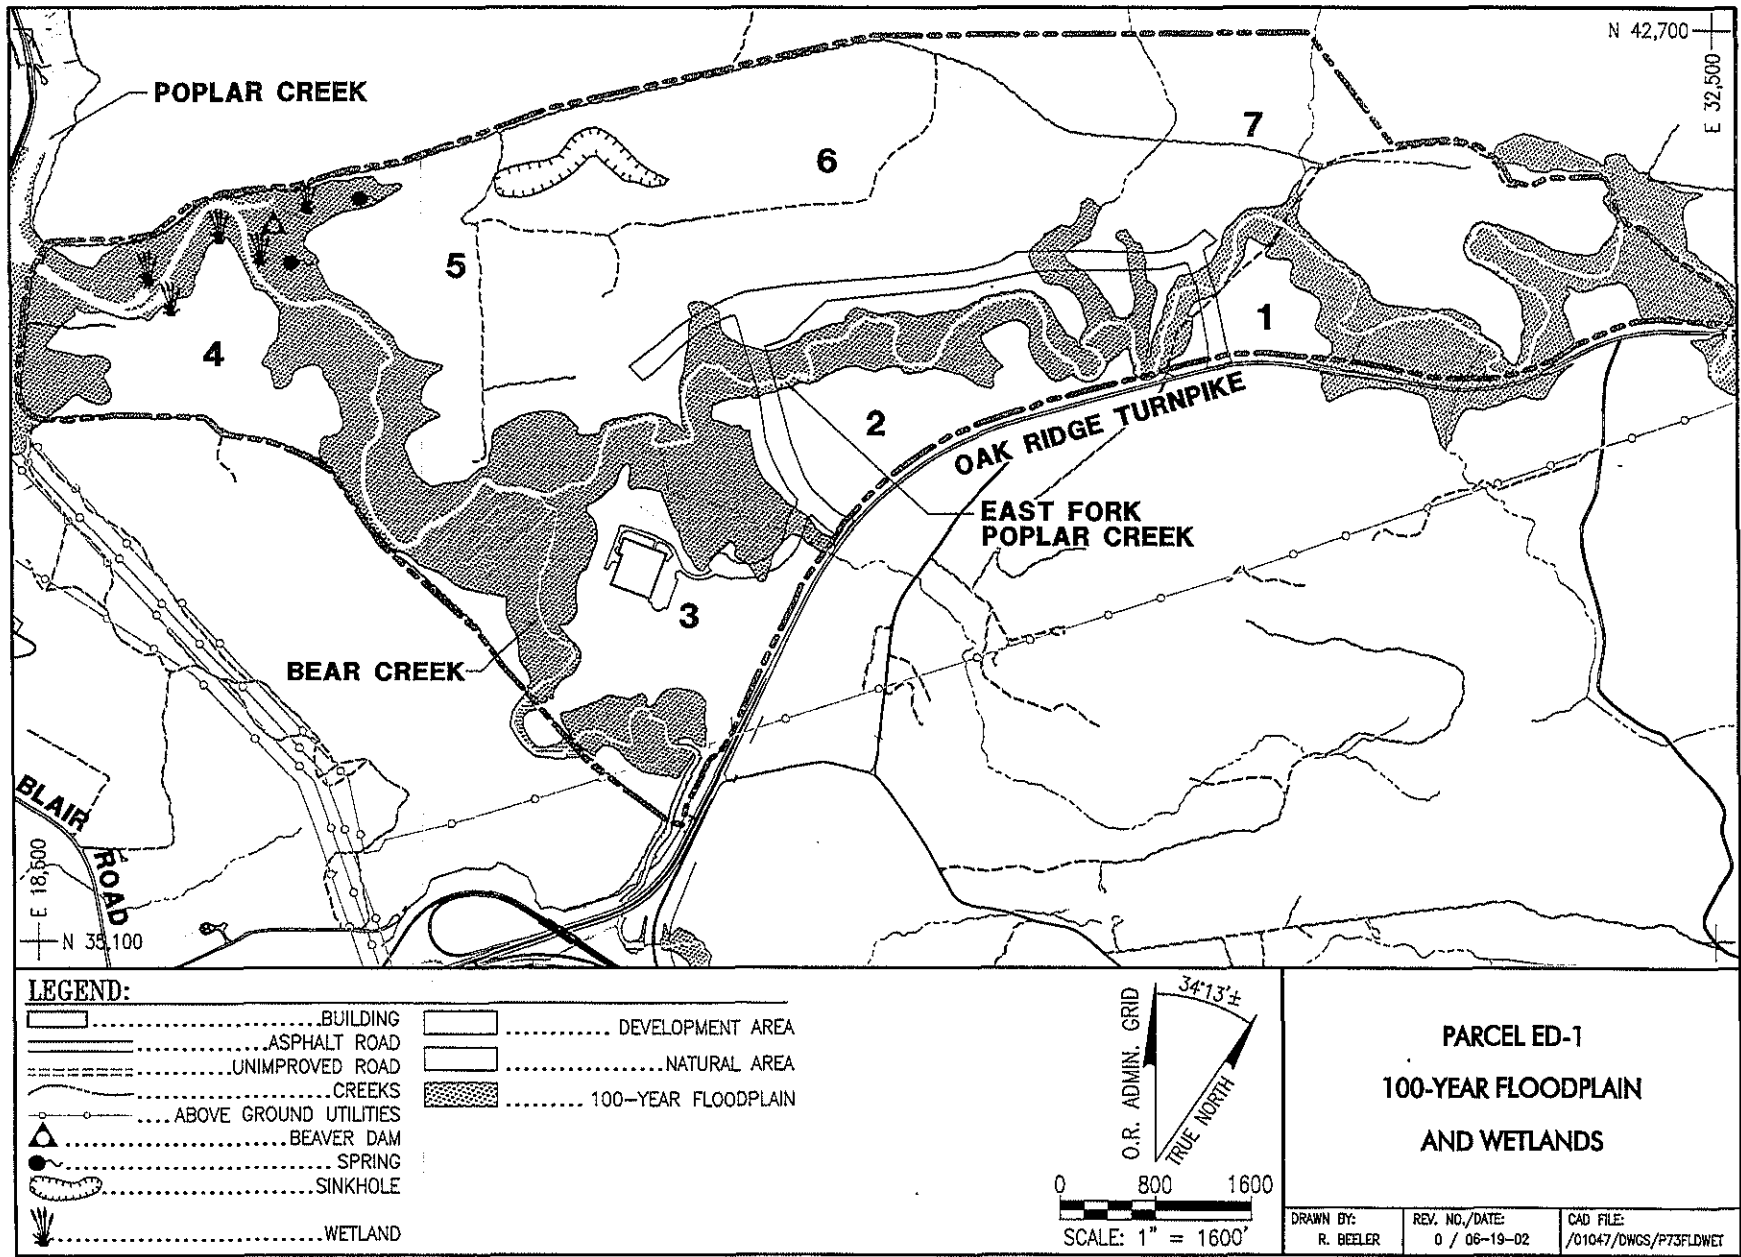 N 42,700
E 32,500
POPLAR CREEK
7
6
5
1
4
2
OAK RIDGE TURNPIKE
EAST FORK
POPLAR CREEK
3
BEAR CREEK
BLAIR
ROAD
E 18,600
N 35,100
LEGEND:
BUILDING
ASPHALT ROAD
UNIMPROVED ROAD
CREEKS
ABOVE GROUND UTILITIES
BEAVER DAM
SPRING
SINKHOLE
WETLAND
DEVELOPMENT AREA
NATURAL AREA
100-YEAR FLOODPLAIN
O.R. ADMIN. GRID
34°13'±
TRUE NORTH
0 800 1600
SCALE: 1" = 1600'
PARCEL ED-1
100-YEAR FLOODPLAIN
AND WETLANDS
DRAWN BY:
R. BEELER
REV. NO./DATE:
0 / 06-19-02
CAD FILE:
/01047/DWGS/P73FLDWET